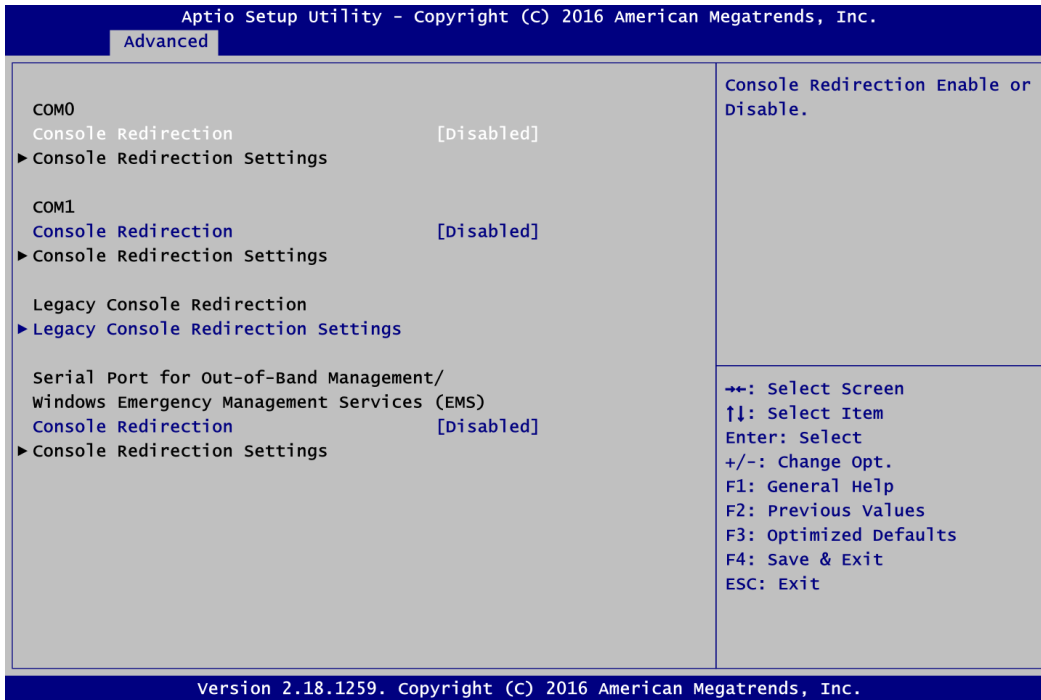 Aptio Setup Utility - Copyright (C) 2016 American Megatrends, Inc.
Advanced
COM0
Console Redirection [Disabled]
►Console Redirection Settings
COM1
Console Redirection [Disabled]
►Console Redirection Settings
Legacy Console Redirection
►Legacy Console Redirection Settings
Serial Port for Out-of-Band Management/
Windows Emergency Management Services (EMS)
Console Redirection [Disabled]
►Console Redirection Settings
Console Redirection Enable or
Disable.
→←: Select Screen
↑↓: Select Item
Enter: Select
+/-: Change Opt.
F1: General Help
F2: Previous Values
F3: Optimized Defaults
F4: Save & Exit
ESC: Exit
Version 2.18.1259. Copyright (C) 2016 American Megatrends, Inc.